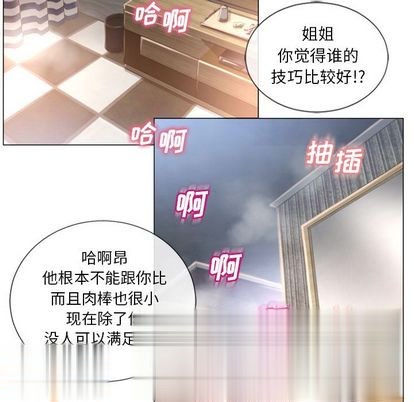 哈啊
姐姐
你觉得谁的
技巧比较好!?
哈啊
抽插
啊
啊
哈啊昂
他根本不能跟你比
而且肉棒也很小
现在除了
没人可以满足